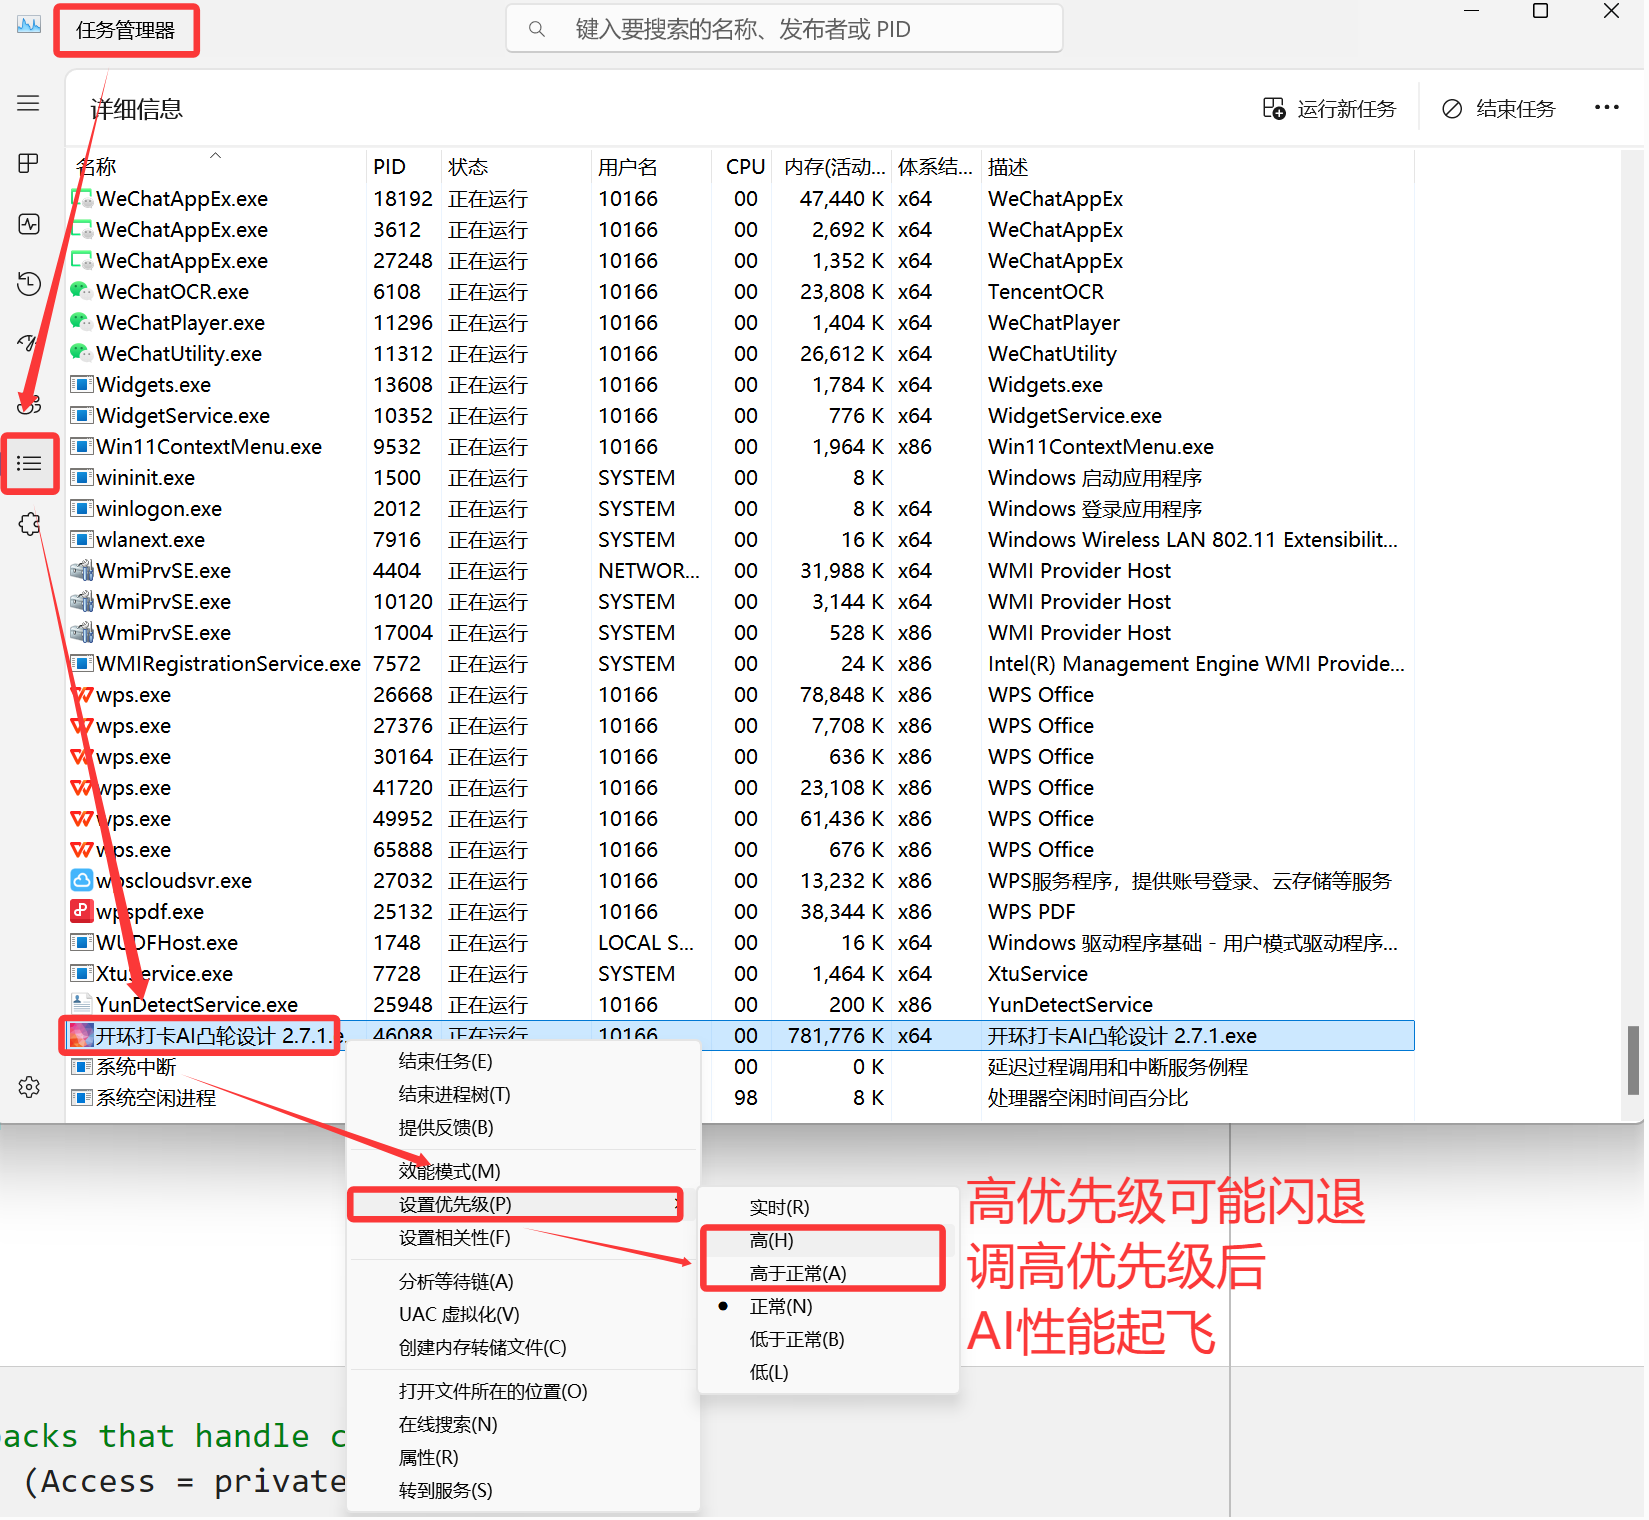 任务管理器
键入要搜索的名称、发布者或 PID
详细信息
运行新任务
结束任务
名称 PID 状态 用户名 CPU 内存(活动... 体系结... 描述
WeChatAppEx.exe 18192 正在运行 10166 00 47,440 K x64 WeChatAppEx
WeChatAppEx.exe 3612 正在运行 10166 00 2,692 K x64 WeChatAppEx
WeChatAppEx.exe 27248 正在运行 10166 00 1,352 K x64 WeChatAppEx
WeChatOCR.exe 6108 正在运行 10166 00 23,808 K x64 TencentOCR
WeChatPlayer.exe 11296 正在运行 10166 00 1,404 K x64 WeChatPlayer
WeChatUtility.exe 11312 正在运行 10166 00 26,612 K x64 WeChatUtility
Widgets.exe 13608 正在运行 10166 00 1,784 K x64 Widgets.exe
WidgetService.exe 10352 正在运行 10166 00 776 K x64 WidgetService.exe
Win11ContextMenu.exe 9532 正在运行 10166 00 1,964 K x86 Win11ContextMenu.exe
wininit.exe 1500 正在运行 SYSTEM 00 8 K Windows 启动应用程序
winlogon.exe 2012 正在运行 SYSTEM 00 8 K x64 Windows 登录应用程序
wlanext.exe 7916 正在运行 SYSTEM 00 16 K x64 Windows Wireless LAN 802.11 Extensibilit...
WmiPrvSE.exe 4404 正在运行 NETWOR... 00 31,988 K x64 WMI Provider Host
WmiPrvSE.exe 10120 正在运行 SYSTEM 00 3,144 K x64 WMI Provider Host
WmiPrvSE.exe 17004 正在运行 SYSTEM 00 528 K x86 WMI Provider Host
WMIRegistrationService.exe 7572 正在运行 SYSTEM 00 24 K x86 Intel(R) Management Engine WMI Provide...
wps.exe 26668 正在运行 10166 00 78,848 K x86 WPS Office
wps.exe 27376 正在运行 10166 00 7,708 K x86 WPS Office
wps.exe 30164 正在运行 10166 00 636 K x86 WPS Office
wps.exe 41720 正在运行 10166 00 23,108 K x86 WPS Office
wps.exe 49952 正在运行 10166 00 61,436 K x86 WPS Office
wps.exe 65888 正在运行 10166 00 676 K x86 WPS Office
wpscloudsvr.exe 27032 正在运行 10166 00 13,232 K x86 WPS服务程序，提供账号登录、云存储等服务
wpspdf.exe 25132 正在运行 10166 00 38,344 K x86 WPS PDF
WUDFHost.exe 1748 正在运行 LOCAL S... 00 16 K x64 Windows 驱动程序基础 - 用户模式驱动程序...
XtuService.exe 7728 正在运行 SYSTEM 00 1,464 K x64 XtuService
YunDetectService.exe 25948 正在运行 10166 00 200 K x86 YunDetectService
开环打卡AI凸轮设计 2.7.1.e 46088 正在运行 10166 00 781,776 K x64 开环打卡AI凸轮设计 2.7.1.exe
系统中断 00 0 K 延迟过程调用和中断服务例程
系统空闲进程 98 8 K 处理器空闲时间百分比
结束任务(E)
结束进程树(T)
提供反馈(B)
效能模式(M)
设置优先级(P)
设置相关性(F)
分析等待链(A)
UAC 虚拟化(V)
创建内存转储文件(C)
打开文件所在的位置(O)
在线搜索(N)
属性(R)
转到服务(S)
实时(R)
高(H)
高于正常(A)
正常(N)
低于正常(B)
低(L)
高优先级可能闪退
调高优先级后
AI性能起飞
acks that handle c
(Access = private